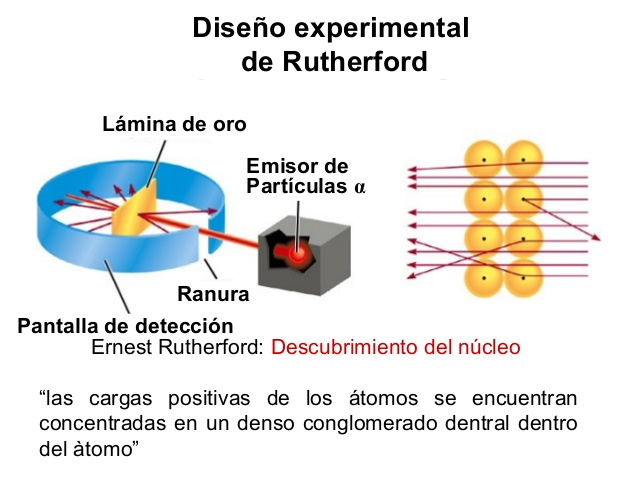 Diseño experimental
de Rutherford
Lámina de oro
Emisor de
Partículas α
Ranura
Pantalla de detección
Ernest Rutherford: Descubrimiento del núcleo
“las cargas positivas de los átomos se encuentran
concentradas en un denso conglomerado dentral dentro
del àtomo”